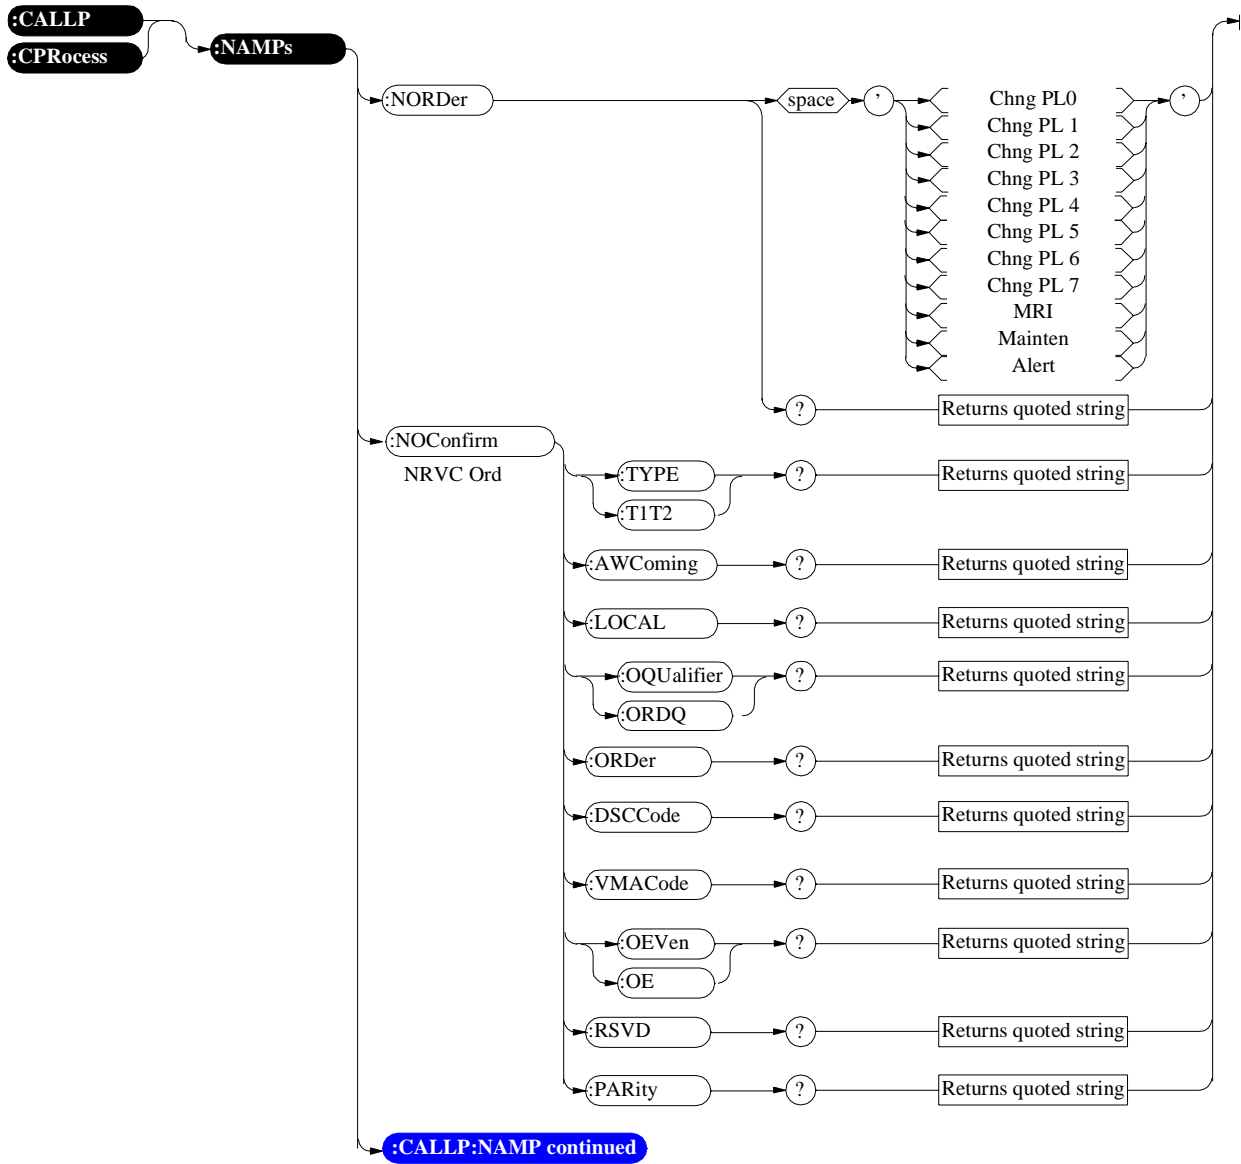 :CALLP
:CPRocess
:NAMPs
:NORDer
space
’
Chng PL0
’
Chng PL 1
Chng PL 2
Chng PL 3
Chng PL 4
Chng PL 5
Chng PL 6
Chng PL 7
MRI
Mainten
Alert
? Returns quoted string
:NOConfirm
NRVC Ord
:TYPE ? Returns quoted string
:T1T2
:AWComing ? Returns quoted string
:LOCAL ? Returns quoted string
:OQUalifier ? Returns quoted string
:ORDQ
:ORDer ? Returns quoted string
:DSCCode ? Returns quoted string
:VMACode ? Returns quoted string
:OEVen ? Returns quoted string
:OE
:RSVD ? Returns quoted string
:PARity ? Returns quoted string
:CALLP:NAMP continued